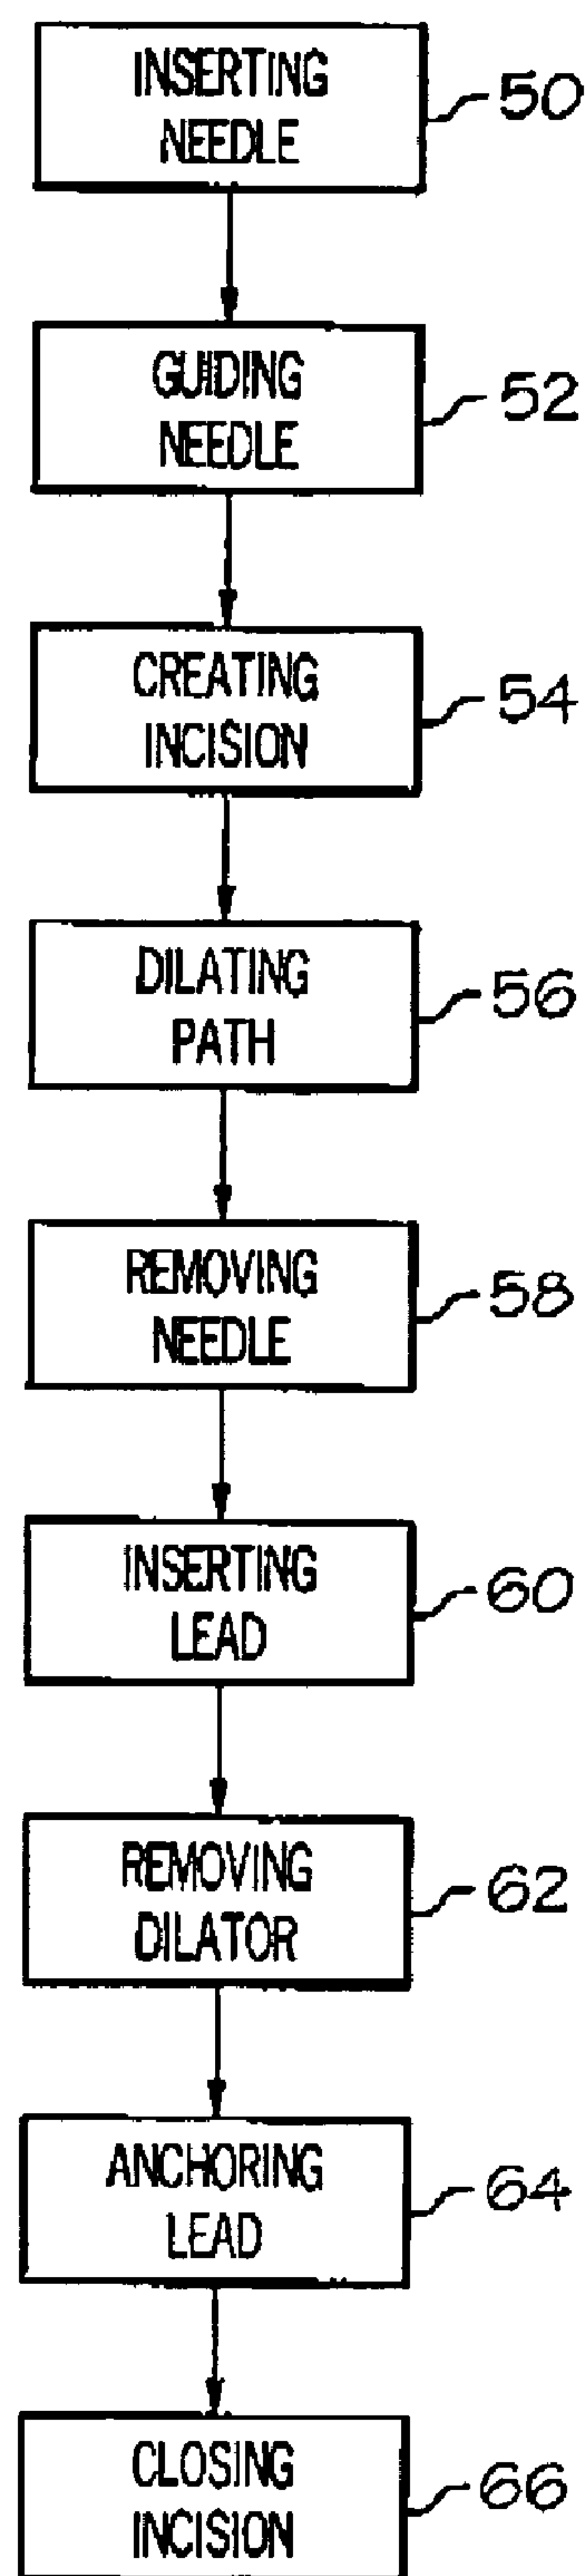 INSERTING
NEEDLE
50
GUIDING
NEEDLE
52
CREATING
INCISION
54
DILATING
PATH
56
REMOVING
NEEDLE
58
INSERTING
LEAD
60
REMOVING
DILATOR
62
ANCHORING
LEAD
64
CLOSING
INCISION
66